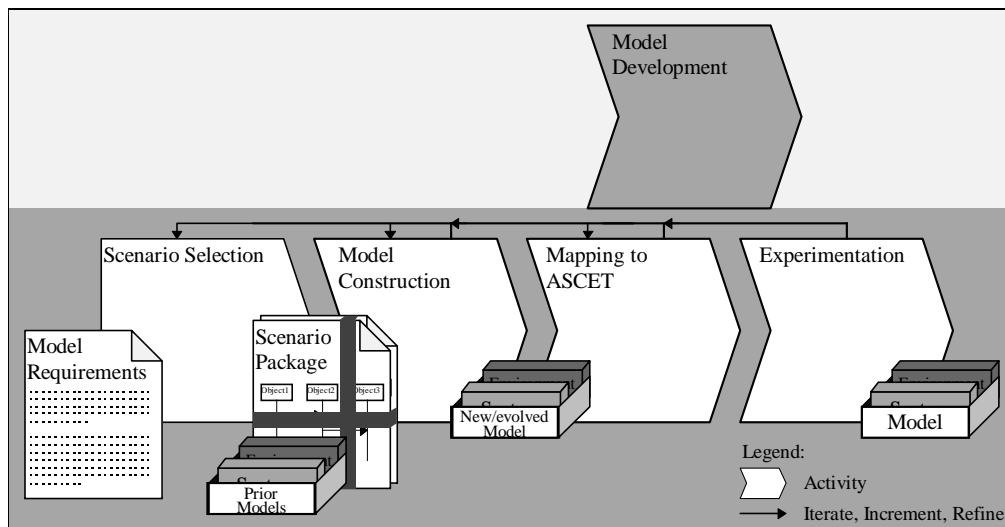 Model
Development
Scenario Selection
Model
Construction
Mapping to
ASCET
Experimentation
Model
Requirements
Scenario
Package
Object1
Object2
Object3
Prior
Models
New/evolved
Model
Model
Legend:
Activity
Iterate, Increment, Refine